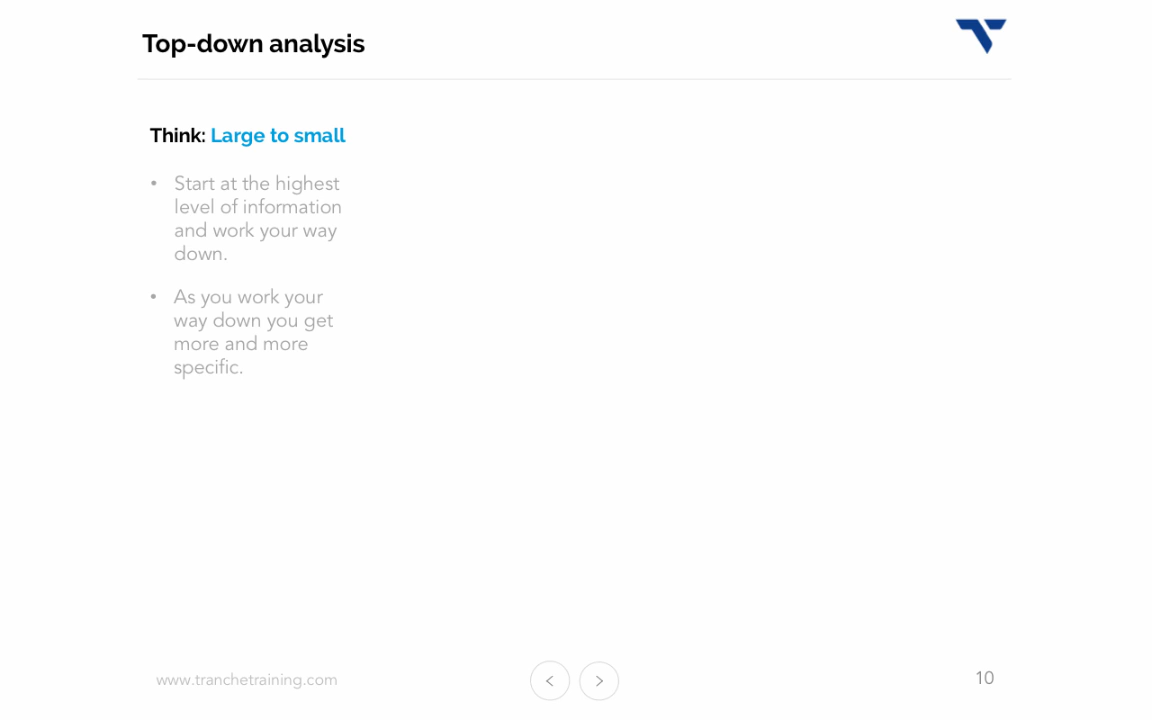 Top-down analysis
Think: Large to small
• Start at the highest
level of information
and work your way
down.
• As you work your
way down you get
more and more
specific.
www.tranchetraining.com
10